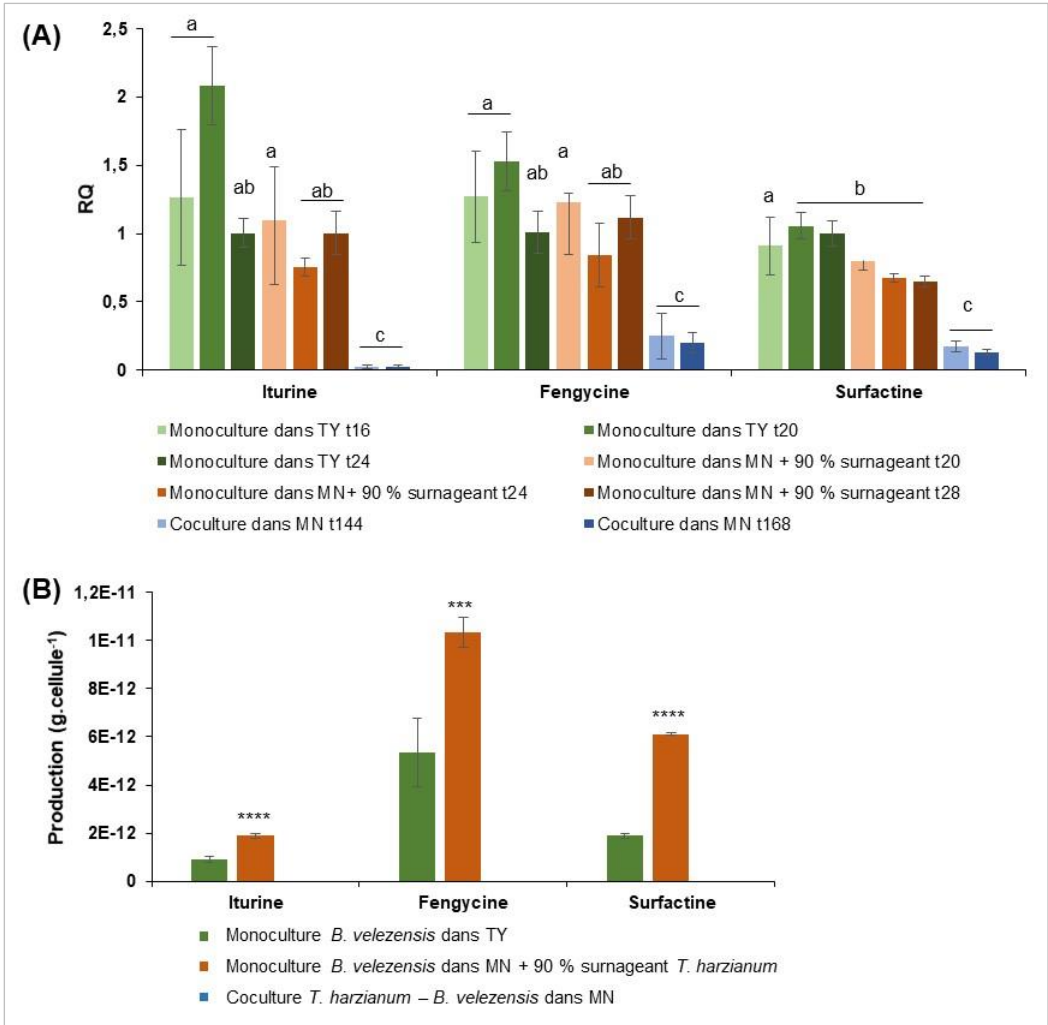 (A)
2,5
2
1,5
1
0,5
0
RQ
a
a
ab
ab
c
a
ab
a
ab
c
a
b
c
Iturine Fengycine Surfactine
Monoculture dans TY t16 Monoculture dans TY t20
Monoculture dans TY t24 Monoculture dans MN + 90 % surnageant t20
Monoculture dans MN+ 90 % surnageant t24 Monoculture dans MN + 90 % surnageant t28
Coculture dans MN t144 Coculture dans MN t168
(B)
1,2E-11
1E-11
8E-12
6E-12
4E-12
2E-12
0
Production (g.cellule⁻¹)
****
***
****
Iturine Fengycine Surfactine
Monoculture B. velezensis dans TY
Monoculture B. velezensis dans MN + 90 % surnageant T. harzianum
Coculture T. harzianum – B. velezensis dans MN